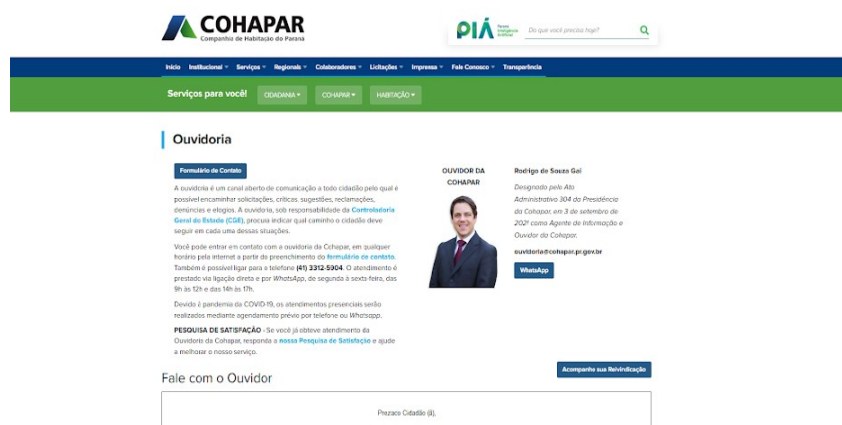 COHAPAR
Companhia de Habitação do Paraná
PIÁ Paraná Inteligência Artificial
Do que você precisa hoje?
Início Institucional Serviços Regionais Colaboradores Licitações Imprensa Fale Conosco Transparência
Serviços para você! CIDADANIA COHAPAR HABITAÇÃO
Ouvidoria
Formulário de Contato
A ouvidoria é um canal aberto de comunicação a todo cidadão pelo qual é
possível encaminhar solicitações, críticas, sugestões, reclamações,
denúncias e elogios. A ouvidoria, sob responsabilidade da Controladoria
Geral do Estado (CGE), procura indicar qual caminho o cidadão deve
seguir em cada uma dessas situações.
Você pode entrar em contato com a ouvidoria da Cohapar, em qualquer
horário pela internet a partir do preenchimento do formulário de contato.
Também é possível ligar para o telefone (41) 3312-5904. O atendimento é
prestado via ligação direta e por WhatsApp, de segunda à sexta-feira, das
9h às 12h e das 14h às 17h.
Devido à pandemia da COVID-19, os atendimentos presenciais serão
realizados mediante agendamento prévio por telefone ou Whatsapp.
PESQUISA DE SATISFAÇÃO - Se você já obteve atendimento da
Ouvidoria da Cohapar, responda a nossa Pesquisa de Satisfação e ajude
a melhorar o nosso serviço.
OUVIDOR DA
COHAPAR
Rodrigo de Souza Gai
Designado pelo Ato
Administrativo 304 da Presidência
da Cohapar, em 3 de setembro de
2021 como Agente de Informação e
Ouvidor da Cohapar.
ouvidoria@cohapar.pr.gov.br
WhatsApp
Acompanhe sua Reivindicação
Fale com o Ouvidor
Prezado Cidadão (ã),